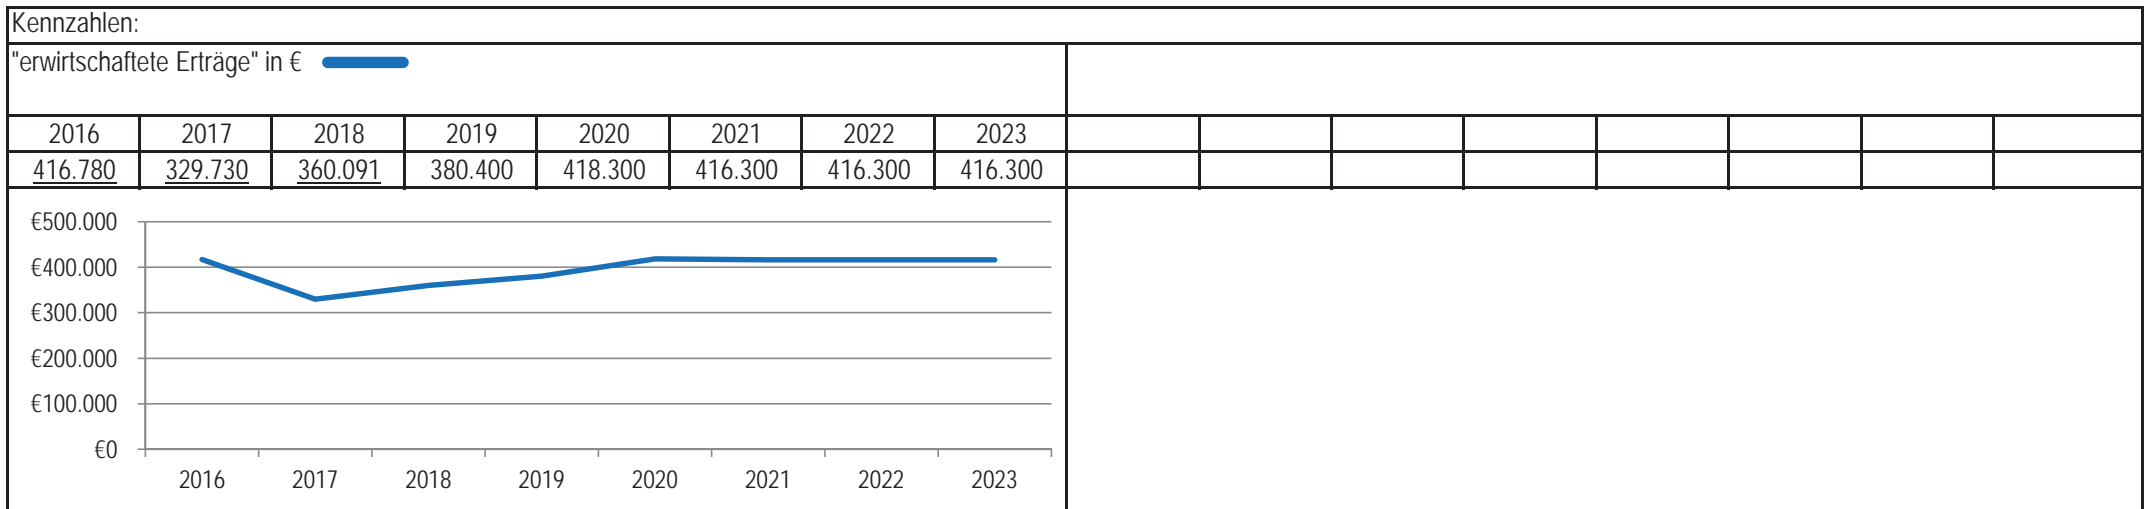 Kennzahlen:
"erwirtschaftete Erträge" in €
2016 2017 2018 2019 2020 2021 2022 2023
416.780 329.730 360.091 380.400 418.300 416.300 416.300 416.300
€500.000
€400.000
€300.000
€200.000
€100.000
€0
2016 2017 2018 2019 2020 2021 2022 2023